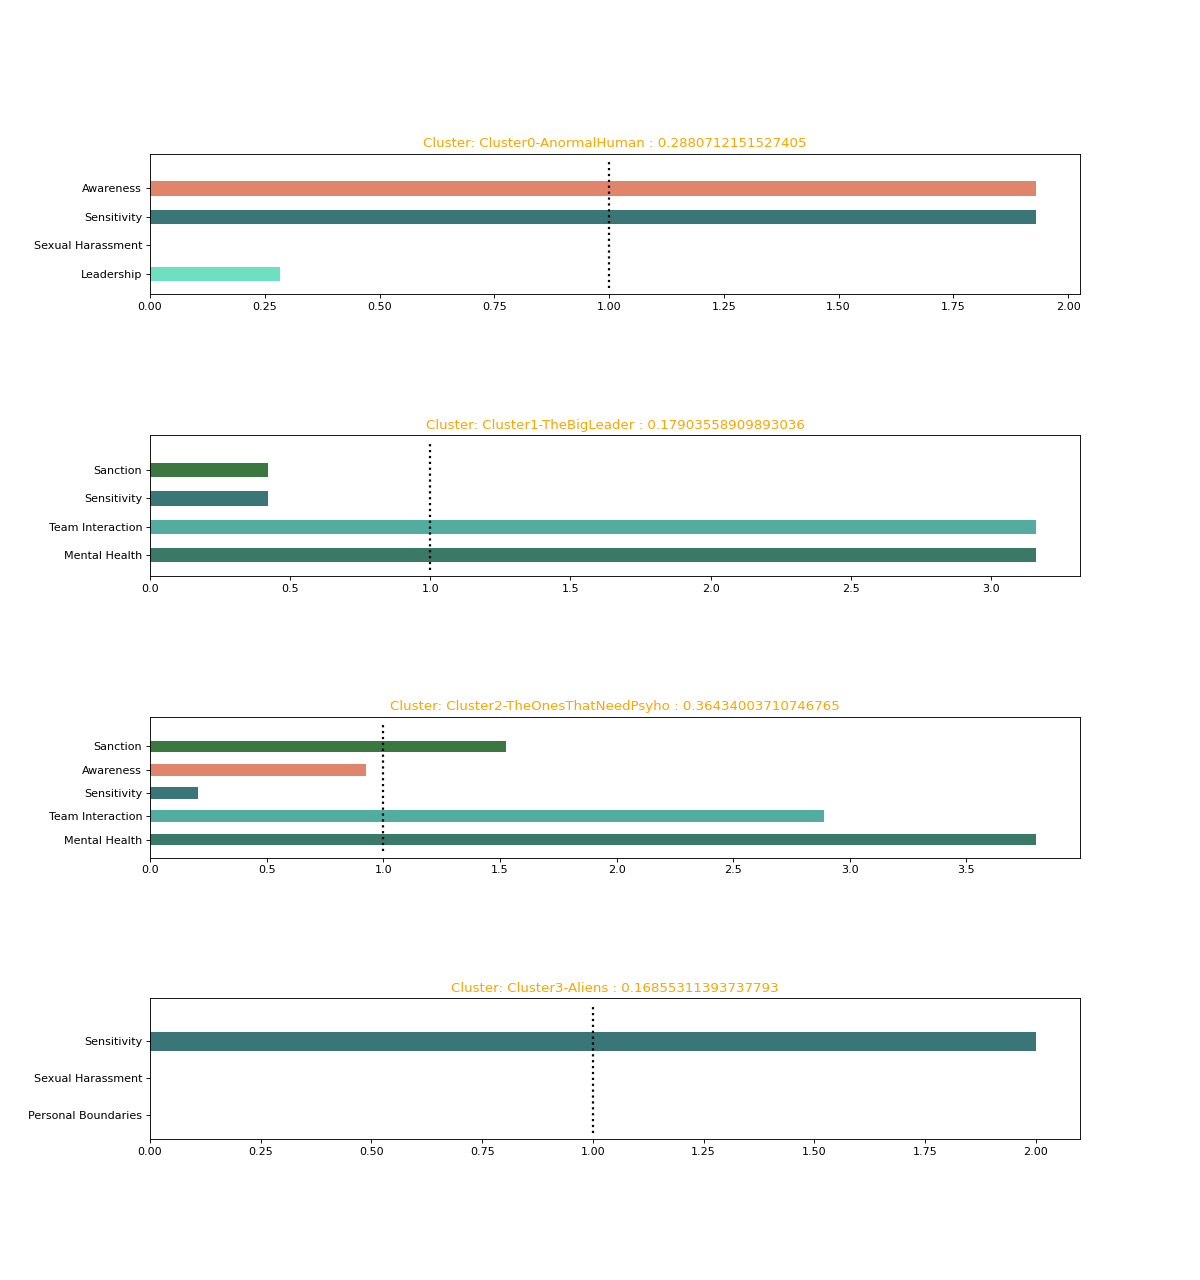 Cluster: Cluster0-AnormalHuman : 0.2880712151527405
Awareness
Sensitivity
Sexual Harassment
Leadership
0.00 0.25 0.50 0.75 1.00 1.25 1.50 1.75 2.00
Cluster: Cluster1-TheBigLeader : 0.17903558909893036
Sanction
Sensitivity
Team Interaction
Mental Health
0.0 0.5 1.0 1.5 2.0 2.5 3.0
Cluster: Cluster2-TheOnesThatNeedPsyho : 0.36434003710746765
Sanction
Awareness
Sensitivity
Team Interaction
Mental Health
0.0 0.5 1.0 1.5 2.0 2.5 3.0 3.5
Cluster: Cluster3-Aliens : 0.16855311393737793
Sensitivity
Sexual Harassment
Personal Boundaries
0.00 0.25 0.50 0.75 1.00 1.25 1.50 1.75 2.00